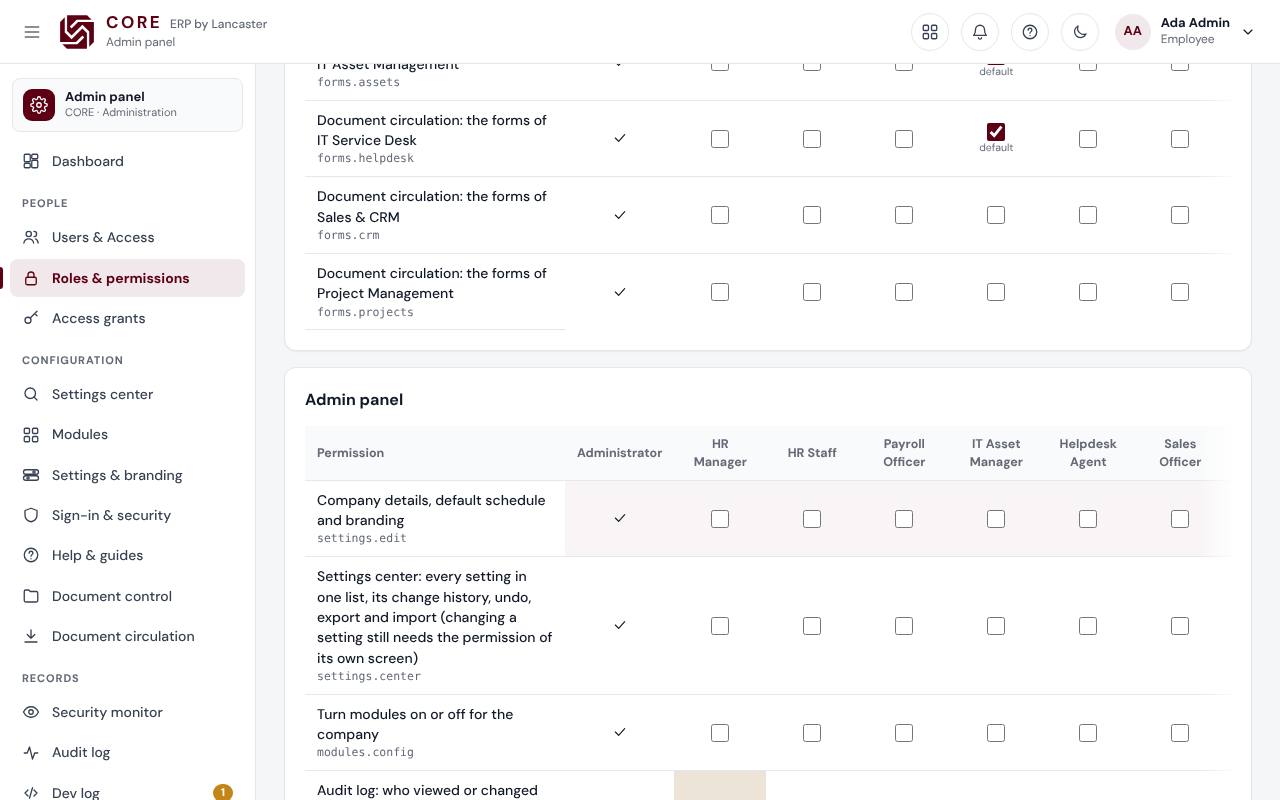 CORE ERP by Lancaster
Admin panel
AA
Ada Admin
Employee
Admin panel
CORE · Administration
Dashboard
PEOPLE
Users & Access
Roles & permissions
Access grants
CONFIGURATION
Settings center
Modules
Settings & branding
Sign-in & security
Help & guides
Document control
Document circulation
RECORDS
Security monitor
Audit log
Dev log 1
IT Asset Management
forms.assets
default
Document circulation: the forms of
IT Service Desk
forms.helpdesk
default
Document circulation: the forms of
Sales & CRM
forms.crm
Document circulation: the forms of
Project Management
forms.projects
Admin panel
Permission Administrator HR Manager HR Staff Payroll Officer IT Asset Manager Helpdesk Agent Sales Officer
Company details, default schedule
and branding
settings.edit
Settings center: every setting in
one list, its change history, undo,
export and import (changing a
setting still needs the permission of
its own screen)
settings.center
Turn modules on or off for the
company
modules.config
Audit log: who viewed or changed